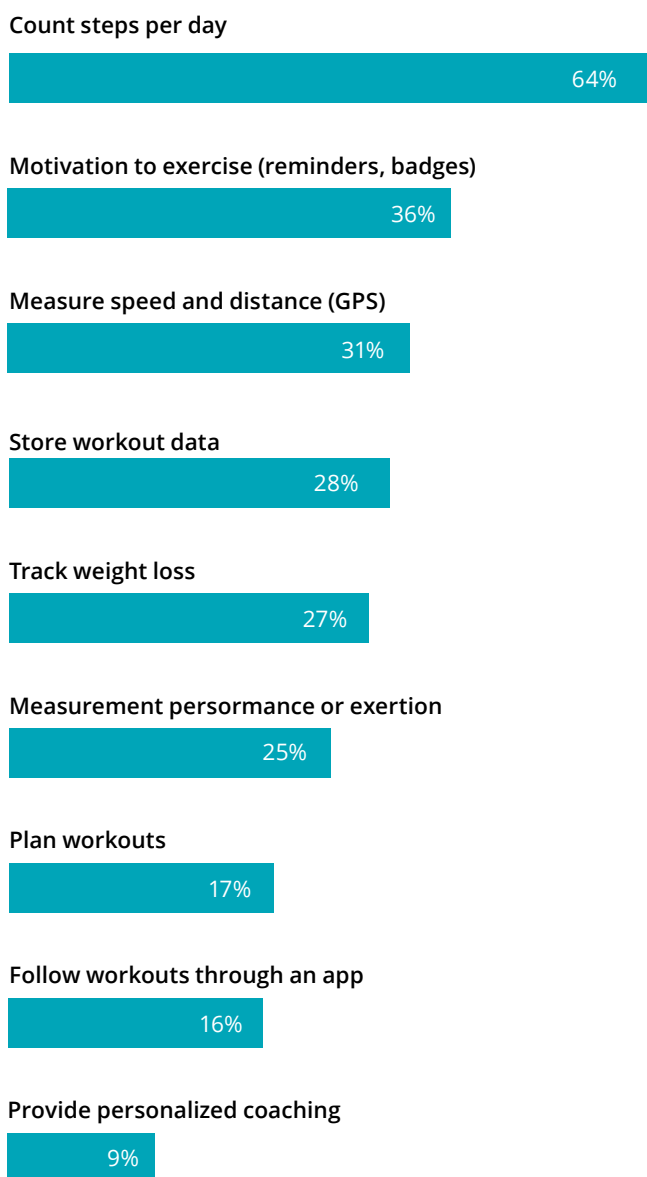 Count steps per day
64%
Motivation to exercise (reminders, badges)
36%
Measure speed and distance (GPS)
31%
Store workout data
28%
Track weight loss
27%
Measurement persormance or exertion
25%
Plan workouts
17%
Follow workouts through an app
16%
Provide personalized coaching
9%